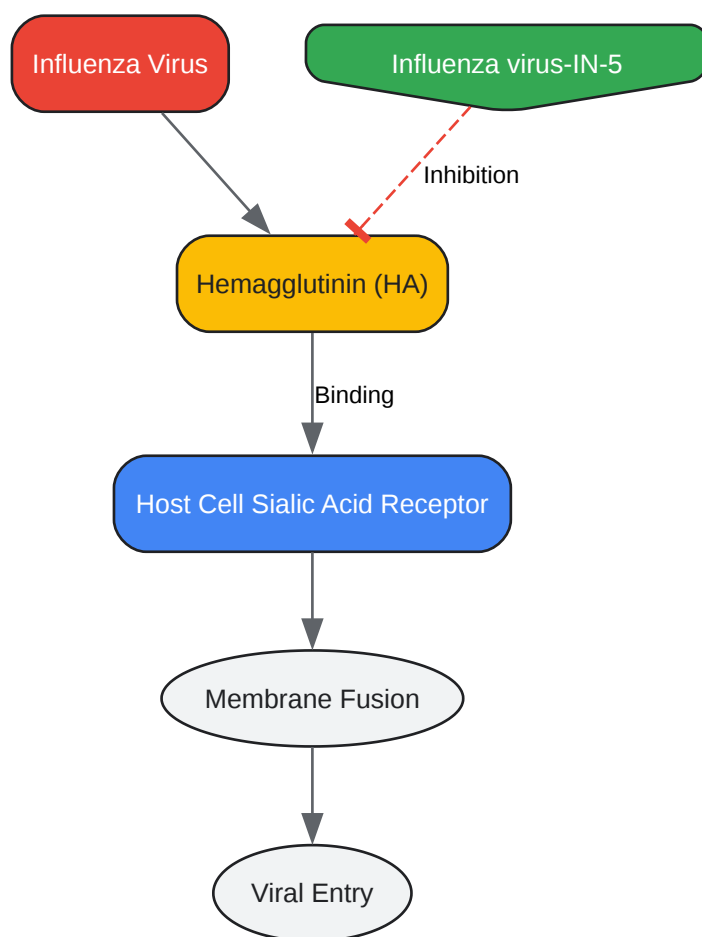 Influenza Virus
Influenza virus-IN-5
Inhibition
Hemagglutinin (HA)
Binding
Host Cell Sialic Acid Receptor
Membrane Fusion
Viral Entry